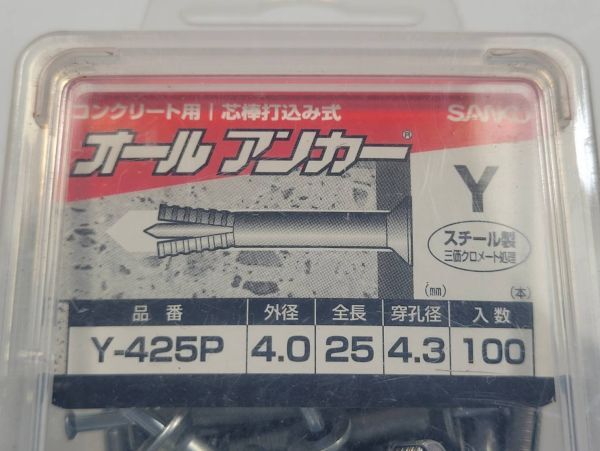 コンクリート用 | 芯棒打込み式
SANKO
オールアンカー®
Y
スチール製
三価クロメート処理
(mm) (本)
品番 外径 全長 穿孔径 入数
Y-425P 4.0 25 4.3 100